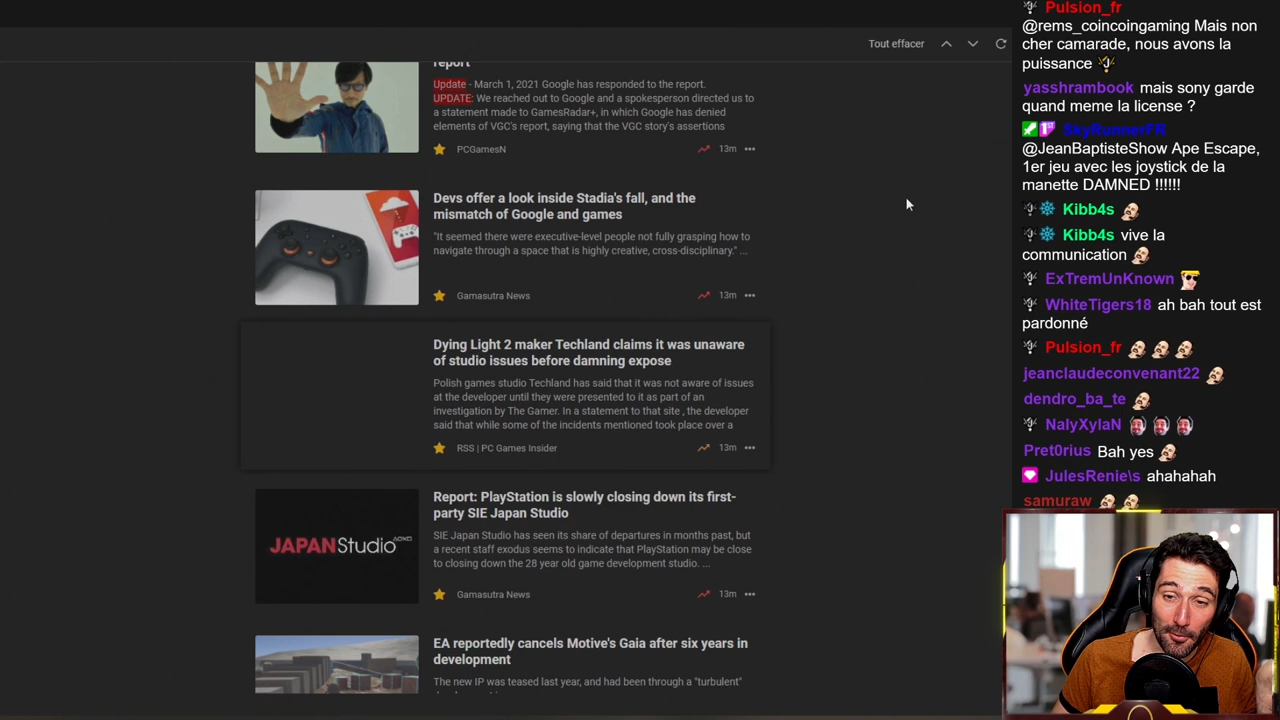 Tout effacer
report
Update - March 1, 2021 Google has responded to the report.
UPDATE: We reached out to Google and a spokesperson directed us to
a statement made to GamesRadar+, in which Google has denied
elements of VGC's report, saying that the VGC story's assertions
PCGamesN
13m
Devs offer a look inside Stadia's fall, and the
mismatch of Google and games
"It seemed there were executive-level people not fully grasping how to
navigate through a space that is highly creative, cross-disciplinary." ...
Gamasutra News
13m
Dying Light 2 maker Techland claims it was unaware
of studio issues before damning expose
Polish games studio Techland has said that it was not aware of issues
at the developer until they were presented to it as part of an
investigation by The Gamer. In a statement to that site , the developer
said that while some of the incidents mentioned took place over a
RSS | PC Games Insider
13m
JAPANStudio
Report: PlayStation is slowly closing down its first-
party SIE Japan Studio
SIE Japan Studio has seen its share of departures in months past, but
a recent staff exodus seems to indicate that PlayStation may be close
to closing down the 28 year old game development studio. ...
Gamasutra News
13m
EA reportedly cancels Motive's Gaia after six years in
development
The new IP was teased last year, and had been through a "turbulent"
Pulsion_fr
@rems_coincoingaming Mais non
cher camarade, nous avons la
puissance
yasshrambook mais sony garde
quand meme la license ?
SkyRunnerFR
@JeanBaptisteShow Ape Escape,
1er jeu avec les joystick de la
manette DAMNED !!!!!!
Kibb4s
Kibb4s vive la
communication
ExTremUnKnown
WhiteTigers18 ah bah tout est
pardonné
Pulsion_fr
jeanclaudeconvenant22
dendro_ba_te
NalyXylaN
Pret0rius Bah yes
JulesRenie\s ahahahah
samuraw